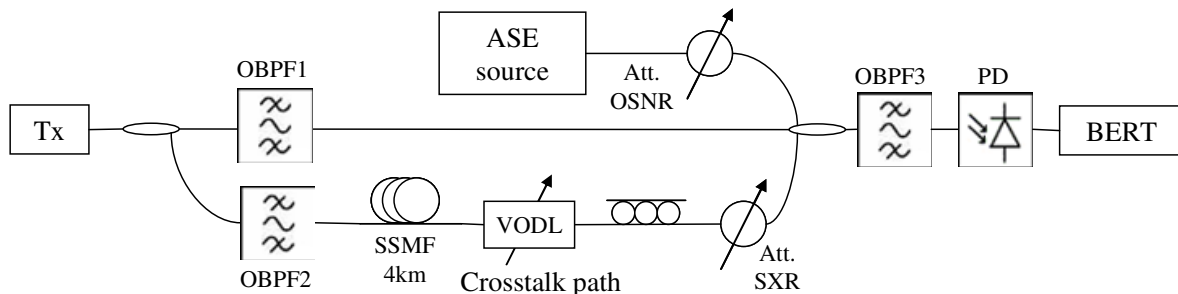 ASE
source
Att.
OSNR
OBPF1
OBPF3
PD
Tx
BERT
OBPF2
SSMF
4km
VODL
Crosstalk path
Att.
SXR